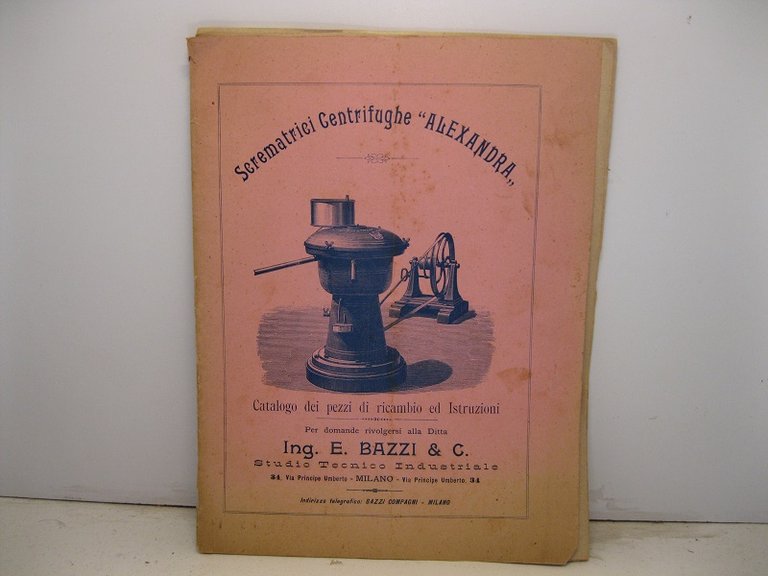 Scrematrici Centrifughe "ALEXANDRA„
Catalogo dei pezzi di ricambio ed Istruzioni
Per domande rivolgersi alla Ditta
Ing. E. BAZZI & C.
Studio Tecnico Industriale
34, Via Principe Umberto - MILANO - Via Principe Umberto, 34
Indirizzo telegrafico: BAZZI COMPAGNI - MILANO